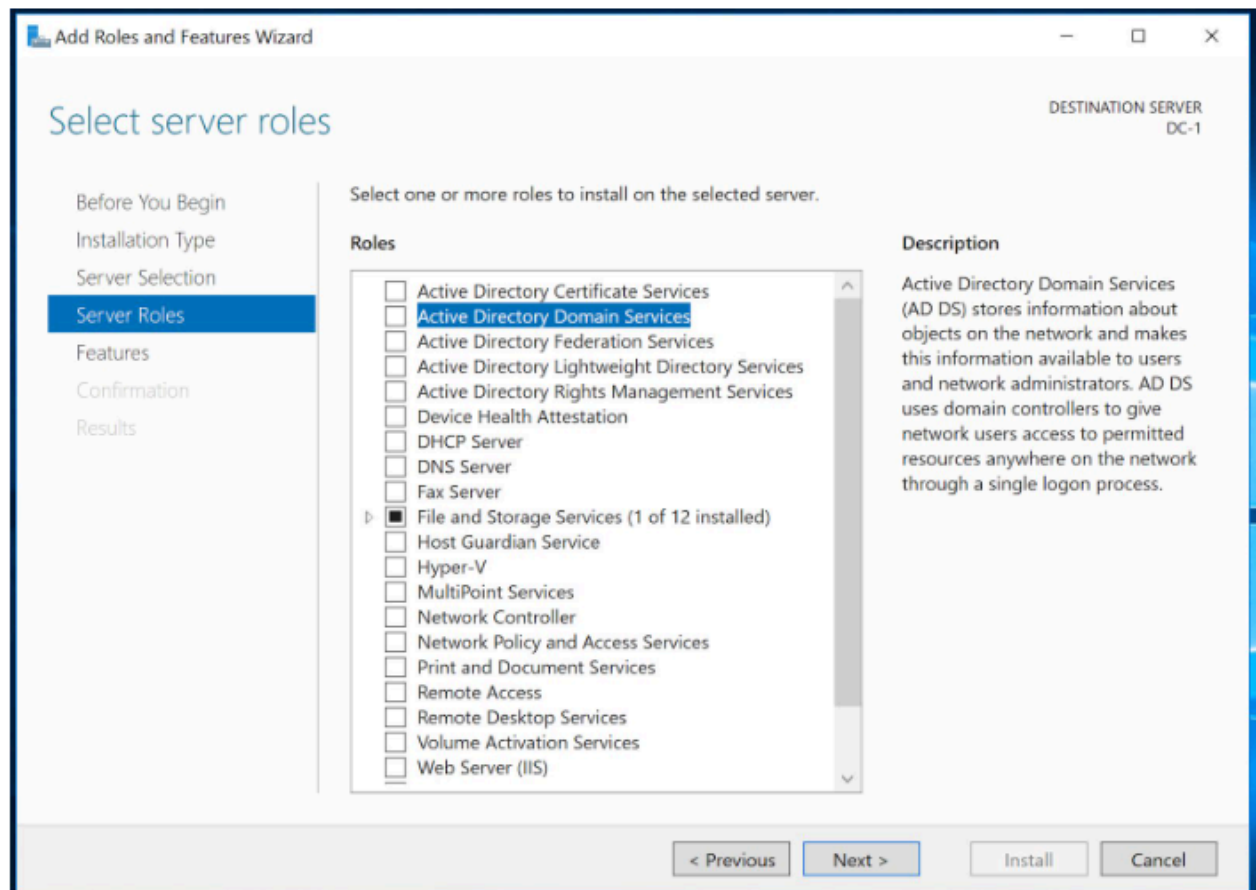 Add Roles and Features Wizard
Select server roles
DESTINATION SERVER
DC-1
Before You Begin
Installation Type
Server Selection
Server Roles
Features
Confirmation
Results
Select one or more roles to install on the selected server.
Roles
Active Directory Certificate Services
Active Directory Domain Services
Active Directory Federation Services
Active Directory Lightweight Directory Services
Active Directory Rights Management Services
Device Health Attestation
DHCP Server
DNS Server
Fax Server
File and Storage Services (1 of 12 installed)
Host Guardian Service
Hyper-V
MultiPoint Services
Network Controller
Network Policy and Access Services
Print and Document Services
Remote Access
Remote Desktop Services
Volume Activation Services
Web Server (IIS)
Description
Active Directory Domain Services
(AD DS) stores information about
objects on the network and makes
this information available to users
and network administrators. AD DS
uses domain controllers to give
network users access to permitted
resources anywhere on the network
through a single logon process.
< Previous
Next >
Install
Cancel